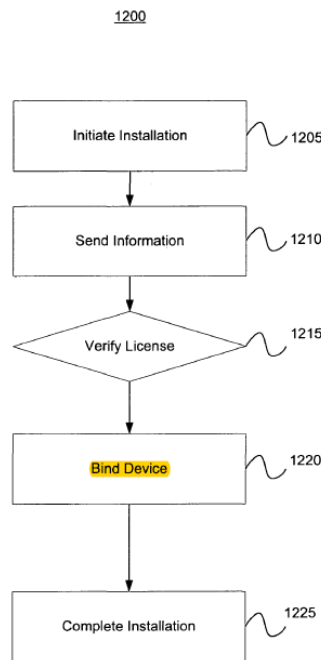 1200
Initiate Installation
1205
Send Information
1210
Verify License
1215
Bind Device
1220
Complete Installation
1225